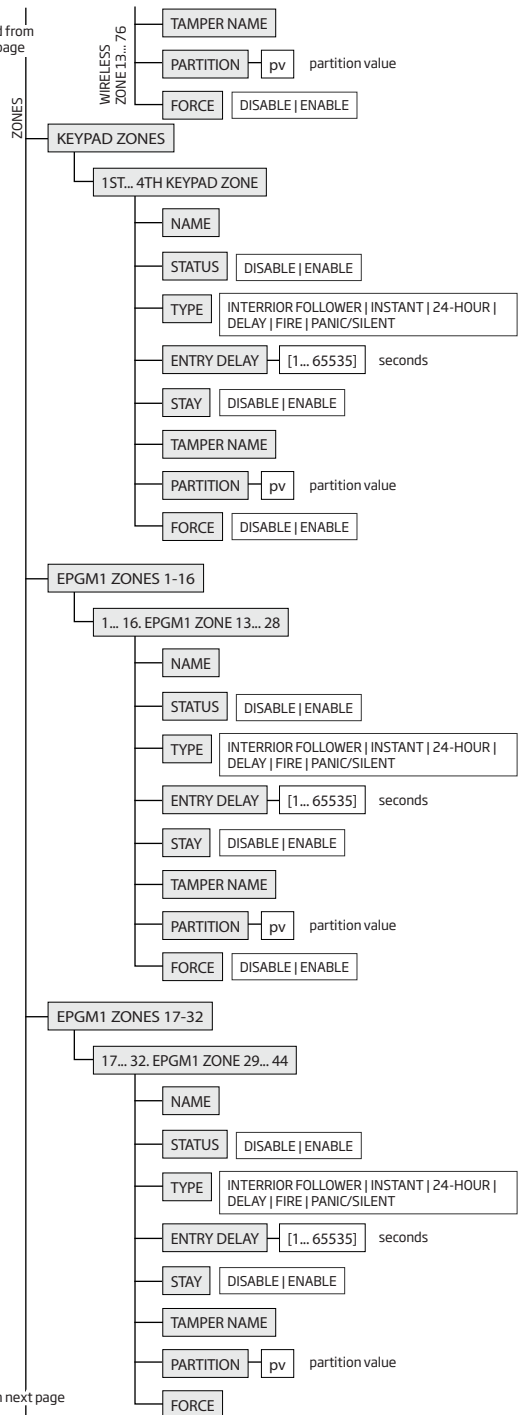 d from
page
TAMPER NAME
WIRELESS
ZONE 13... 76
PARTITION pv partition value
FORCE DISABLE | ENABLE
ZONES
KEYPAD ZONES
1ST... 4TH KEYPAD ZONE
NAME
STATUS DISABLE | ENABLE
TYPE INTERRIOR FOLLOWER | INSTANT | 24-HOUR |
DELAY | FIRE | PANIC/SILENT
ENTRY DELAY [1... 65535] seconds
STAY DISABLE | ENABLE
TAMPER NAME
PARTITION pv partition value
FORCE DISABLE | ENABLE
EPGM1 ZONES 1-16
1... 16. EPGM1 ZONE 13... 28
NAME
STATUS DISABLE | ENABLE
TYPE INTERRIOR FOLLOWER | INSTANT | 24-HOUR |
DELAY | FIRE | PANIC/SILENT
ENTRY DELAY [1... 65535] seconds
STAY DISABLE | ENABLE
TAMPER NAME
PARTITION pv partition value
FORCE DISABLE | ENABLE
EPGM1 ZONES 17-32
17... 32. EPGM1 ZONE 29... 44
NAME
STATUS DISABLE | ENABLE
TYPE INTERRIOR FOLLOWER | INSTANT | 24-HOUR |
DELAY | FIRE | PANIC/SILENT
ENTRY DELAY [1... 65535] seconds
STAY DISABLE | ENABLE
TAMPER NAME
PARTITION pv partition value
n next page
FORCE